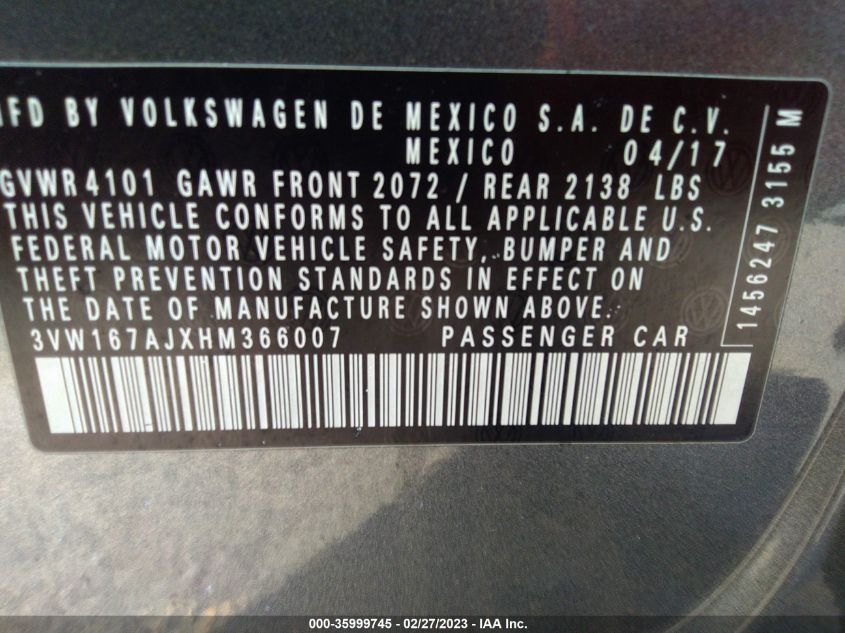 MFD BY VOLKSWAGEN DE MEXICO S.A. DE C.V.
MEXICO 04/17
GVWR 4101 GAWR FRONT 2072 / REAR 2138 LBS
THIS VEHICLE CONFORMS TO ALL APPLICABLE U.S.
FEDERAL MOTOR VEHICLE SAFETY, BUMPER AND
THEFT PREVENTION STANDARDS IN EFFECT ON
THE DATE OF MANUFACTURE SHOWN ABOVE.
3VW167AJXHM366007 PASSENGER CAR
1456247 3155 M
000-35999745 - 02/27/2023 - IAA Inc.